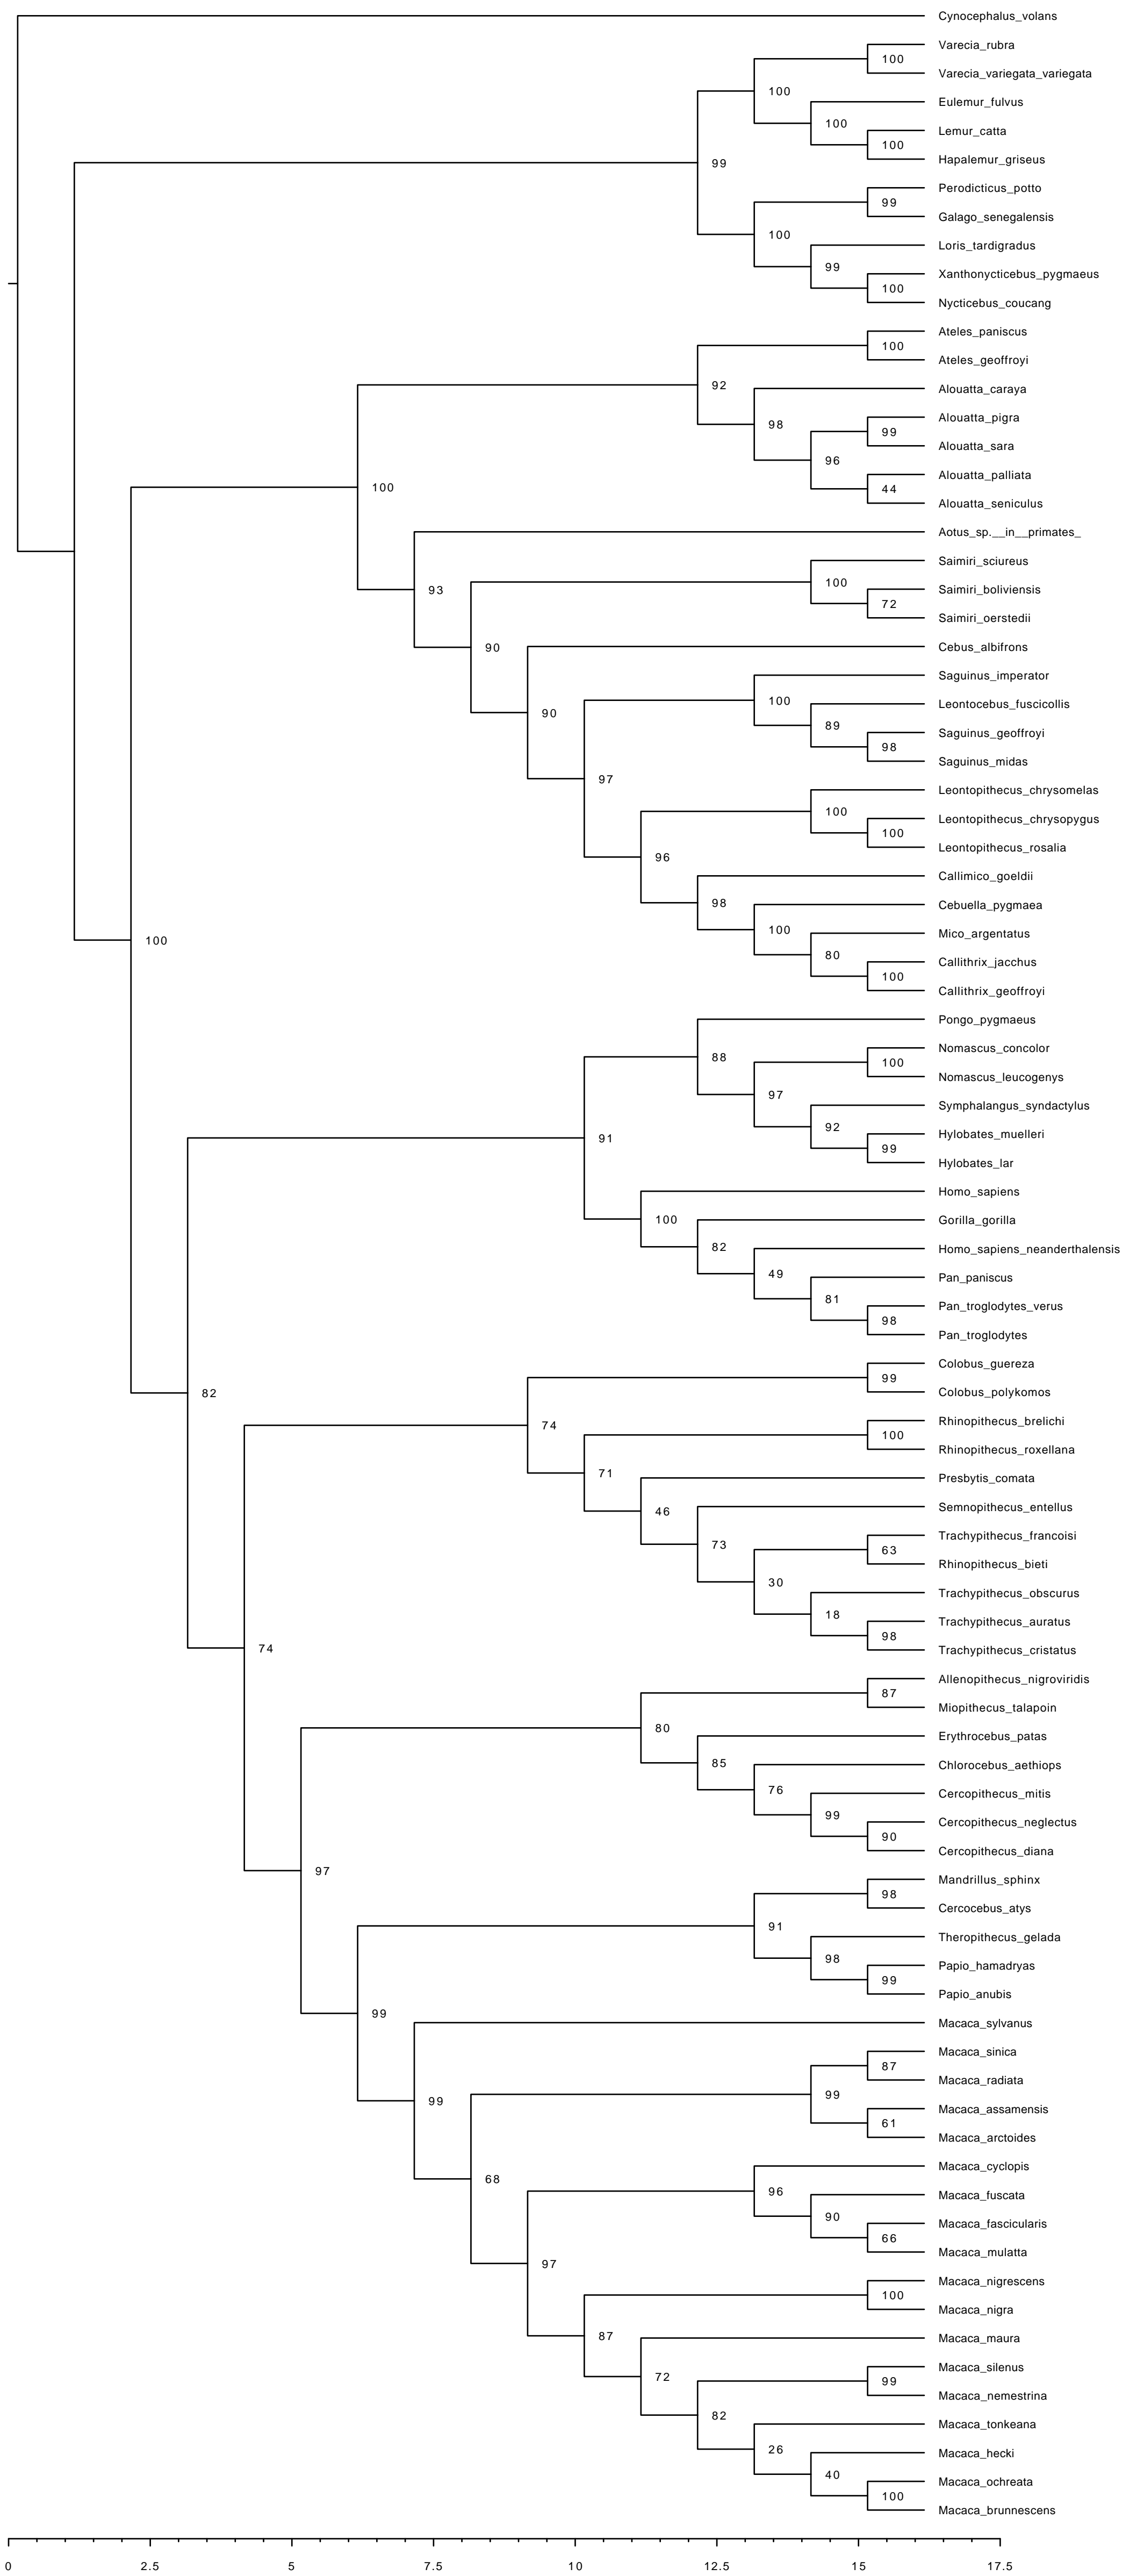 Cynocephalus_volans
Varecia_rubra
100
Varecia_variegata_variegata
100
Eulemur_fulvus
100
Lemur_catta
100
Hapalemur_griseus
99
Perodicticus_potto
99
Galago_senegalensis
100
Loris_tardigradus
99
Xanthonycticebus_pygmaeus
100
Nycticebus_coucang
Ateles_paniscus
100
Ateles_geoffroyi
92
Alouatta_caraya
98
Alouatta_pigra
99
Alouatta_sara
96
Alouatta_palliata
100
44
Alouatta_seniculus
Aotus_sp.__in__primates_
Saimiri_sciureus
100
93
Saimiri_boliviensis
72
Saimiri_oerstedii
Cebus_albifrons
90
Saguinus_imperator
100
Leontocebus_fuscicollis
90
89
Saguinus_geoffroyi
98
Saguinus_midas
97
Leontopithecus_chrysomelas
100
Leontopithecus_chrysopygus
100
Leontopithecus_rosalia
96
Callimico_goeldii
98
Cebuella_pygmaea
100
Mico_argentatus
100
80
Callithrix_jacchus
100
Callithrix_geoffroyi
Pongo_pygmaeus
Nomascus_concolor
88
100
Nomascus_leucogenys
97
Symphalangus_syndactylus
92
Hylobates_muelleri
91
99
Hylobates_lar
Homo_sapiens
100
Gorilla_gorilla
82
Homo_sapiens_neanderthalensis
49
Pan_paniscus
81
Pan_troglodytes_verus
98
Pan_troglodytes
Colobus_guereza
99
Colobus_polykomos
82
Rhinopithecus_brelichi
74
100
Rhinopithecus_roxellana
71
Presbytis_comata
46
Semnopithecus_entellus
Trachypithecus_francoisi
73
63
Rhinopithecus_bieti
30
Trachypithecus_obscurus
18
Trachypithecus_auratus
98
Trachypithecus_cristatus
74
Allenopithecus_nigroviridis
87
Miopithecus_talapoin
80
Erythrocebus_patas
85
Chlorocebus_aethiops
76
Cercopithecus_mitis
99
Cercopithecus_neglectus
90
Cercopithecus_diana
97
Mandrillus_sphinx
98
Cercocebus_atys
91
Theropithecus_gelada
98
Papio_hamadryas
99
Papio_anubis
99
Macaca_sylvanus
Macaca_sinica
87
Macaca_radiata
99
99
Macaca_assamensis
61
Macaca_arctoides
Macaca_cyclopis
68
96
Macaca_fuscata
90
Macaca_fascicularis
66
Macaca_mulatta
97
Macaca_nigrescens
100
Macaca_nigra
87
Macaca_maura
Macaca_silenus
72
99
Macaca_nemestrina
82
Macaca_tonkeana
26
Macaca_hecki
40
Macaca_ochreata
100
Macaca_brunnescens
0 2.5 5 7.5 10 12.5 15 17.5